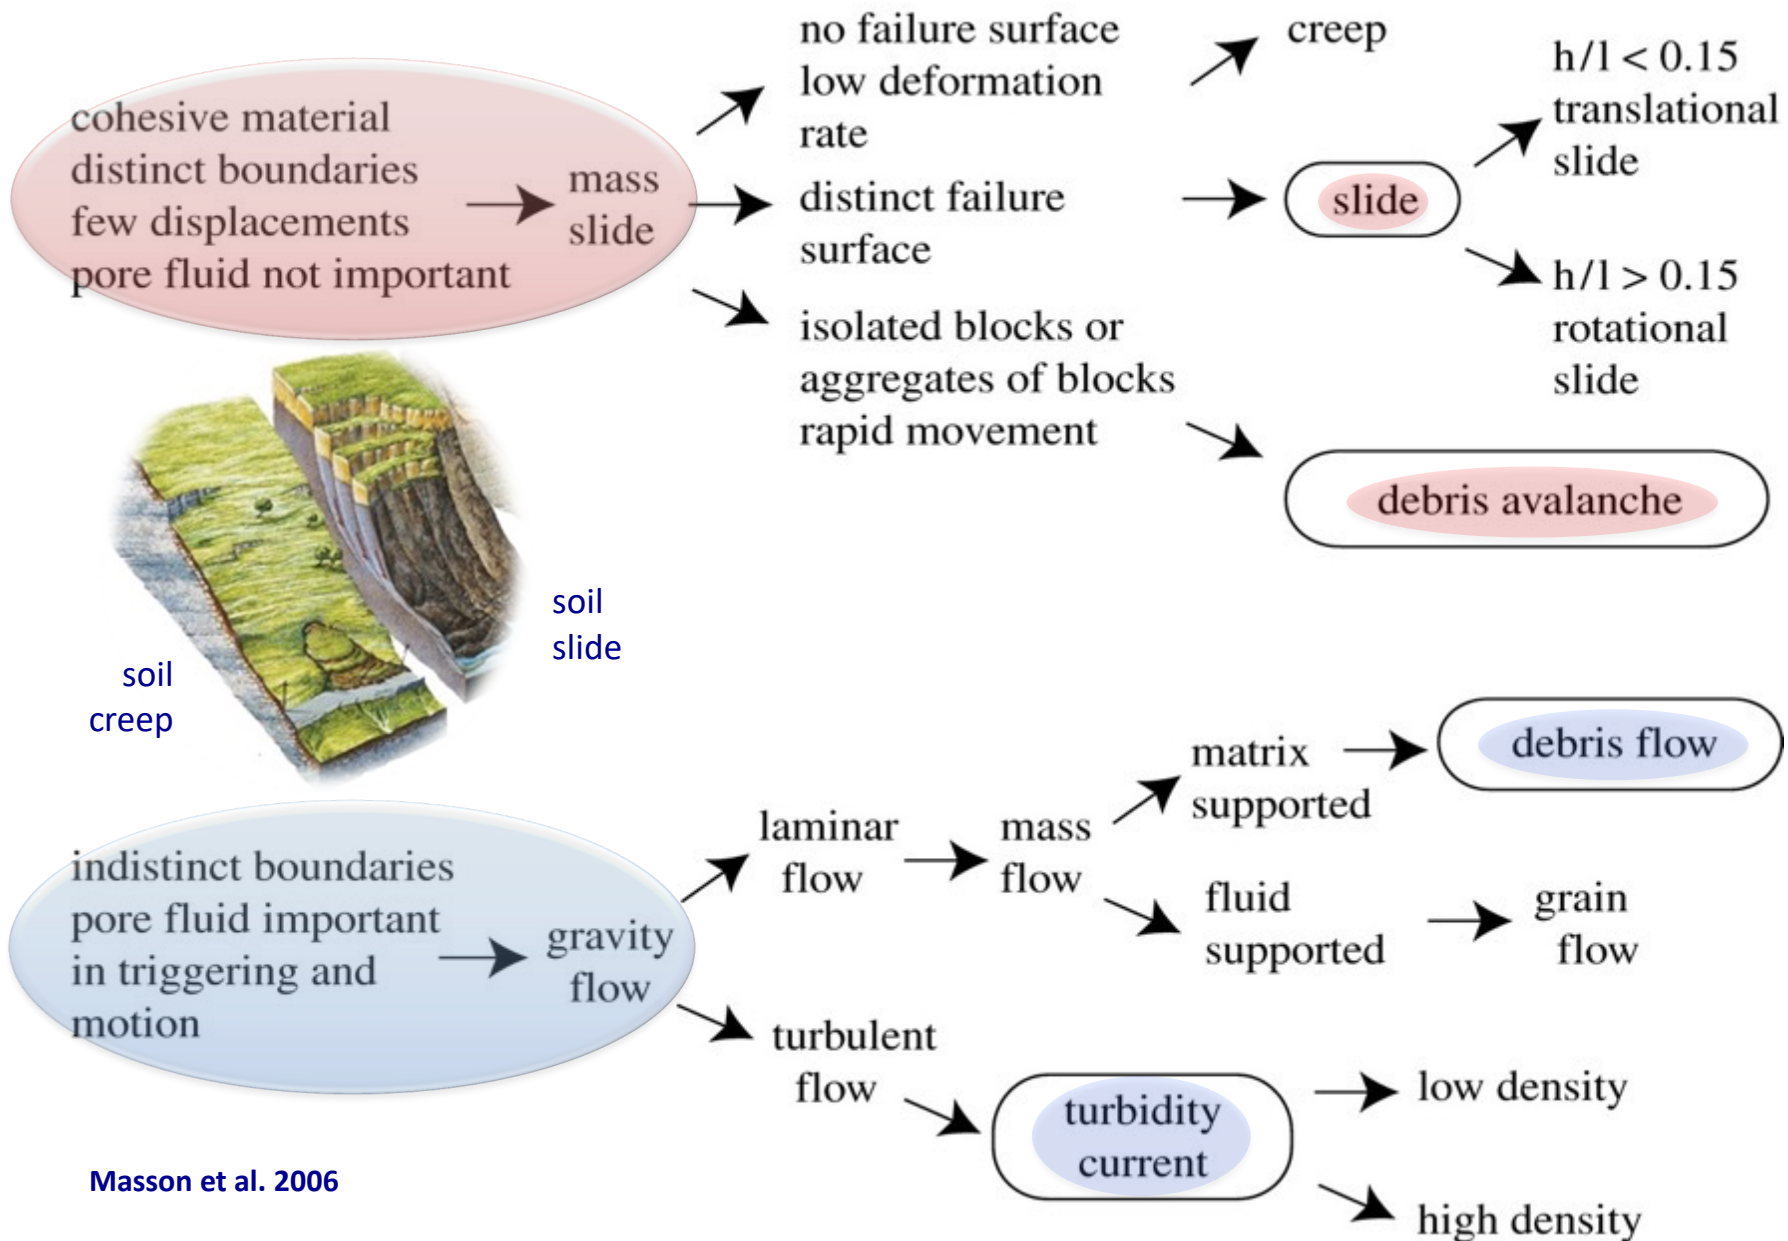 cohesive material
distinct boundaries
few displacements
pore fluid not important
mass
slide
no failure surface
low deformation
rate
creep
distinct failure
surface
slide
h/l < 0.15
translational
slide
h/l > 0.15
rotational
slide
isolated blocks or
aggregates of blocks
rapid movement
debris avalanche
soil
slide
soil
creep
indistinct boundaries
pore fluid important
in triggering and
motion
gravity
flow
laminar
flow
mass
flow
matrix
supported
debris flow
fluid
supported
grain
flow
turbulent
flow
turbidity
current
low density
high density
Masson et al. 2006